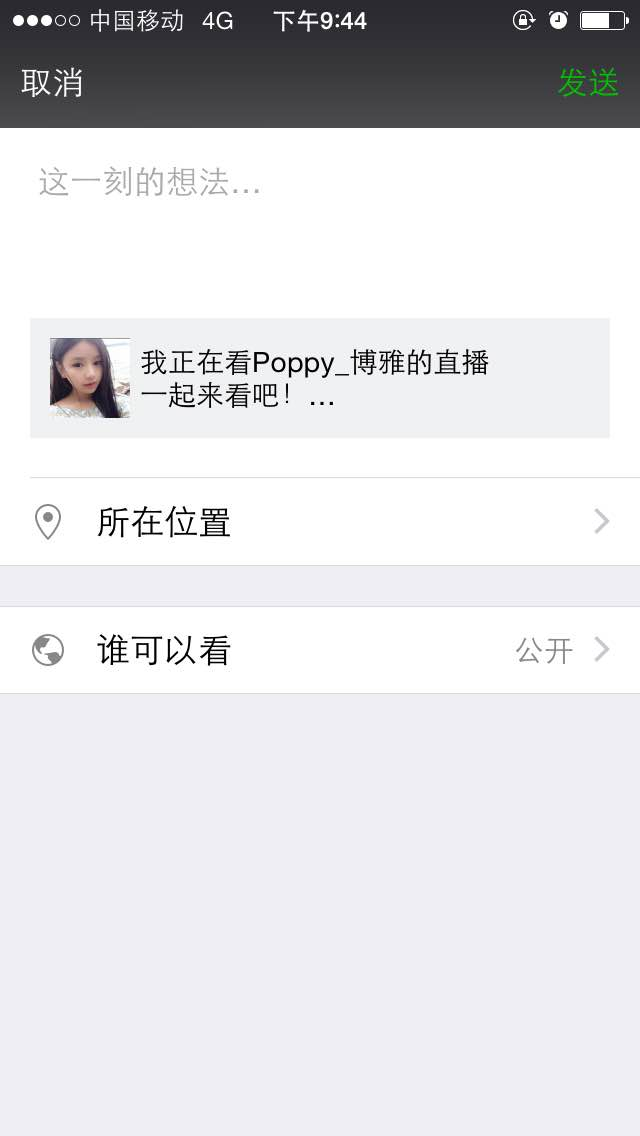 中国移动 4G 下午9:44
取消 发送
这一刻的想法...
我正在看Poppy_博雅的直播
一起来看吧！...
所在位置
谁可以看 公开